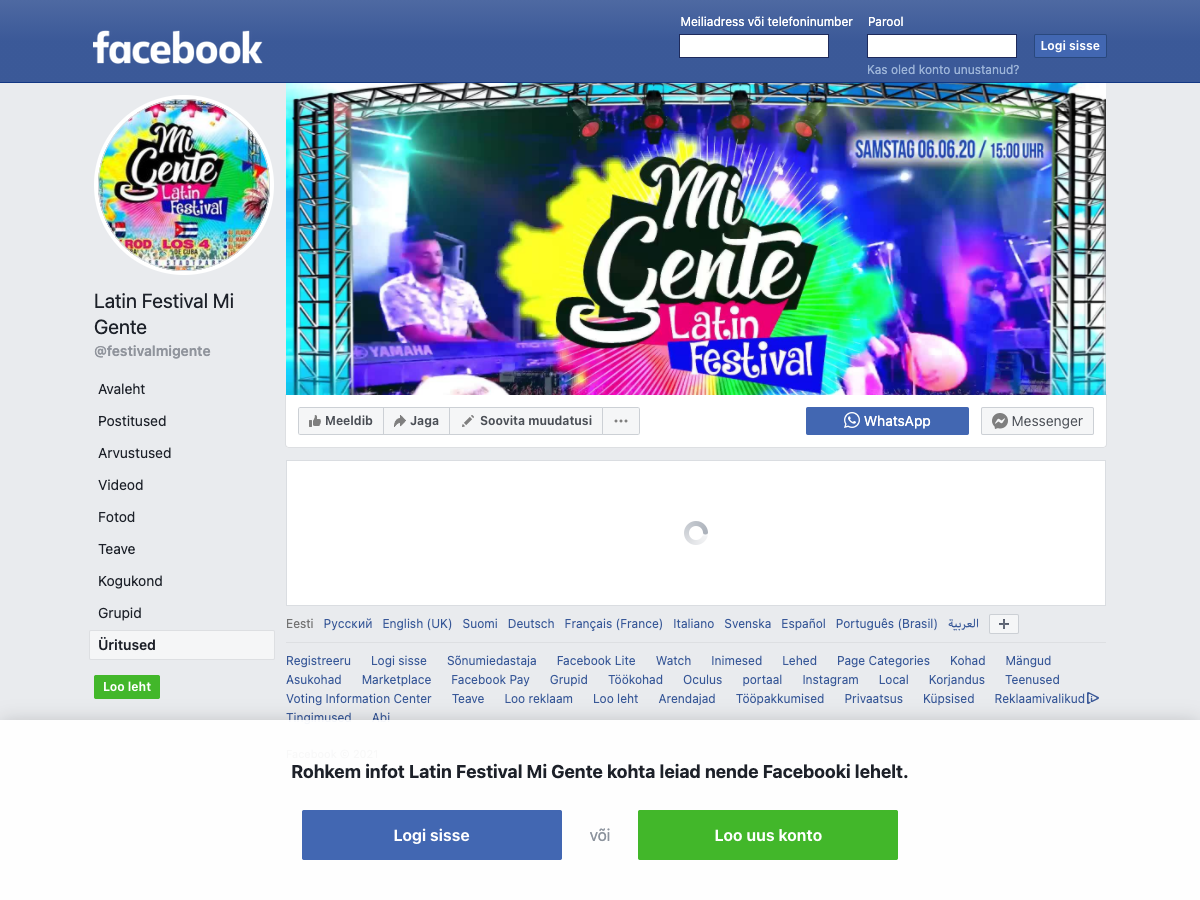 Meiliadress või telefoninumber
Parool
facebook
Logi sisse
Kas oled konto unustanud?
Mi
Gente
Latin
Festival
LOS 4
SAMSTAG 06.06.20 / 15:00 UHR
Mi
Gente
Latin
Festival
YAMAHA
Latin Festival Mi
Gente
@festivalmigente
Avaleht
Postitused
Arvustused
Videod
Fotod
Teave
Kogukond
Grupid
Üritused
Loo leht
Meeldib
Jaga
Soovita muudatusi
WhatsApp
Messenger
Eesti Русский English (UK) Suomi Deutsch Français (France) Italiano Svenska Español Português (Brasil) العربية
Registreeru Logi sisse Sõnumiedastaja Facebook Lite Watch Inimesed Lehed Page Categories Kohad Mängud
Asukohad Marketplace Facebook Pay Grupid Töökohad Oculus portaal Instagram Local Korjandus Teenused
Voting Information Center Teave Loo reklaam Loo leht Arendajad Tööpakkumised Privaatsus Küpsised Reklaamivalikud
Tingimused Abi
Facebook © 2021
Rohkem infot Latin Festival Mi Gente kohta leiad nende Facebooki lehelt.
Logi sisse
või
Loo uus konto